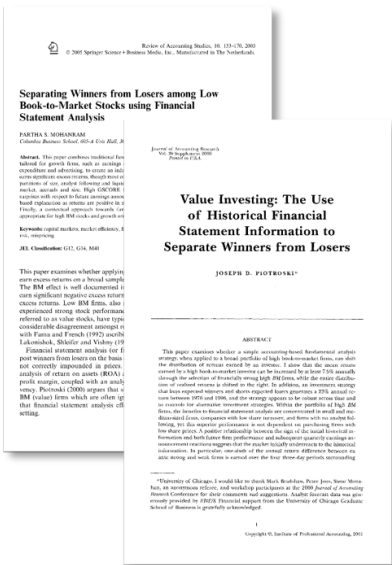 Review of Accounting Studies, 10, 133–170, 2005
© 2005 Springer Science + Business Media, Inc. Manufactured in The Netherlands.
Separating Winners from Losers among Low
Book-to-Market Stocks using Financial
Statement Analysis
PARTHA S. MOHANRAM
Columbia Business School, 605-A Uris Hall,
Abstract. This paper combines traditional
tailored for growth firms, such as earnings
expenditure and advertising, to create an
earns significant excess returns, though most
partitions of size, analyst following and
market, accruals and size. High GSCORE
surprises with respect to future earnings
based explanation as returns are positive in
Finally, a contextual approach towards
appropriate for high BM stocks and growth
Keywords: capital markets, market efficiency,
JEL Classification: G12, G14, M41
This paper examines whether applying
earn excess returns on a broad sample
The BM effect is well documented
earn significant negative excess return
excess returns. Low BM firms, also
experienced strong stock performance
referred to as value stocks, have
considerable disagreement amongst
with Fama and French (1992)
Lakonishok, Shleifer and Vishny
Financial statement analysis for
post winners from losers on the basis
not correctly impounded in prices.
analysis of return on assets (ROA)
profit margin, coupled with an
vency. Piotroski (2000) argues that
BM (value) firms which are often
that financial statement analysis
setting.
Journal of Accounting Research
Vol. 38 Supplement 2000
Printed in U.S.A.
Value Investing: The Use
of Historical Financial
Statement Information to
Separate Winners from Losers
JOSEPH D. PIOTROSKI*
ABSTRACT
This paper examines whether a simple accounting-based fundamental analysis
strategy, when applied to a broad portfolio of high book-to-market firms, can shift
the distribution of returns earned by an investor. I show that the mean return
earned by a high book-to-market investor can be increased by at least 7.5% annually
through the selection of financially strong high BM firms, while the entire distribu-
tion of realized returns is shifted to the right. In addition, an investment strategy
that buys expected winners and shorts expected losers generates a 23% annual re-
turn between 1976 and 1996, and the strategy appears to be robust across time and
to controls for alternative investment strategies. Within the portfolio of high BM
firms, the benefits to financial statement analysis are concentrated in small and me-
dium-sized firms, companies with low share turnover, and firms with no analyst fol-
lowing, yet this superior performance is not dependent on purchasing firms with
low share prices. A positive relationship between the sign of the initial historical in-
formation and both future firm performance and subsequent quarterly earnings an-
nouncement reactions suggests that the market initially underreacts to the historical
information. In particular, one-sixth of the annual return difference between ex
ante strong and weak firms is earned over the four three-day periods surrounding
*University of Chicago. I would like to thank Mark Bradshaw, Peter Joos, Steve Mona-
han, an anonymous referee, and workshop participants at the 2000 Journal of Accounting
Research Conference for their comments and suggestions. Analyst forecast data was gen-
erously provided by I/B/E/S. Financial support from the University of Chicago Graduate
School of Business is gratefully acknowledged.
1
Copyright ©, Institute of Professional Accounting, 2001